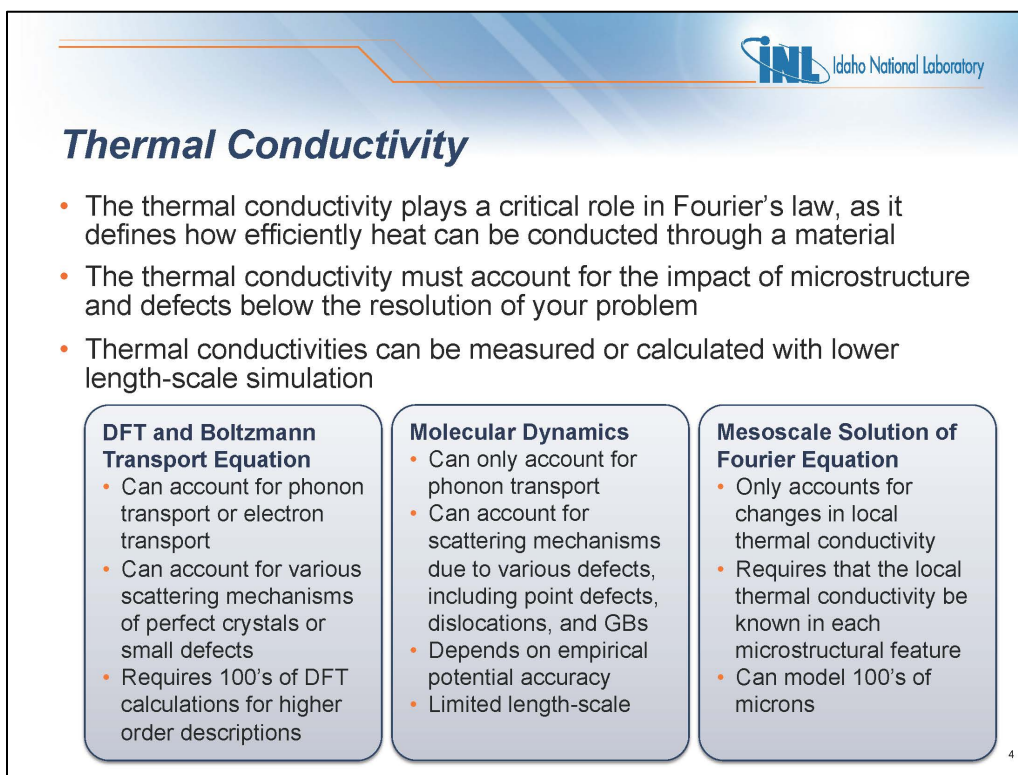 INL Idaho National Laboratory
Thermal Conductivity
• The thermal conductivity plays a critical role in Fourier's law, as it
defines how efficiently heat can be conducted through a material
• The thermal conductivity must account for the impact of microstructure
and defects below the resolution of your problem
• Thermal conductivities can be measured or calculated with lower
length-scale simulation
DFT and Boltzmann
Transport Equation
• Can account for phonon
transport or electron
transport
• Can account for various
scattering mechanisms
of perfect crystals or
small defects
• Requires 100's of DFT
calculations for higher
order descriptions
Molecular Dynamics
• Can only account for
phonon transport
• Can account for
scattering mechanisms
due to various defects,
including point defects,
dislocations, and GBs
• Depends on empirical
potential accuracy
• Limited length-scale
Mesoscale Solution of
Fourier Equation
• Only accounts for
changes in local
thermal conductivity
• Requires that the local
thermal conductivity be
known in each
microstructural feature
• Can model 100's of
microns
4